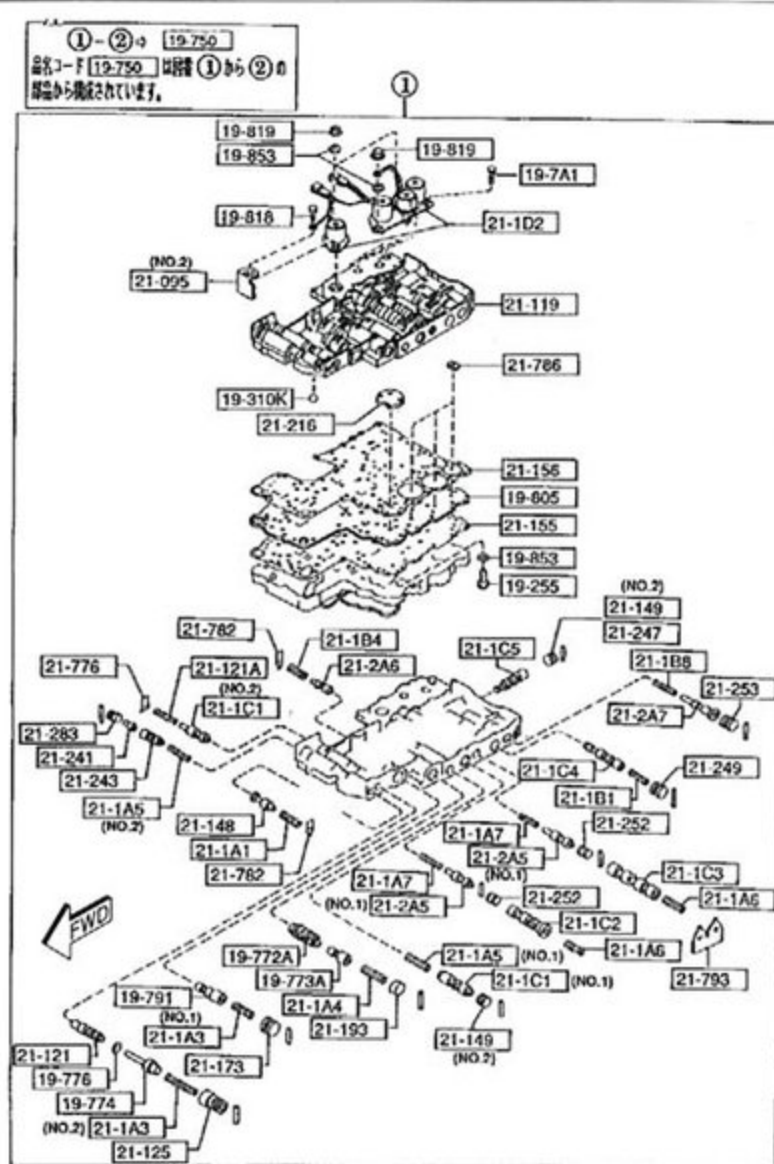 ①-②⇨ 19-750
品名コード 19-750 は図番①から②の
部品から構成されています。
①
19-819
19-853
19-819
19-7A1
19-818
21-1D2
(NO.2)
21-095
21-119
21-786
19-310K
21-216
21-156
19-805
21-155
19-853
19-255
(NO.2)
21-149
21-247
21-782
21-1B4
21-1C5
21-1B8
21-776
21-121A
21-2A6
21-253
(NO.2)
21-1C1
21-283
21-2A7
21-241
21-243
21-1C4
21-249
21-1A5
(NO.2)
21-1B1
21-148
21-1A7
21-252
21-1A1
21-2A5
(NO.1)
21-782
21-1A7
21-1C3
(NO.1) 21-2A5
21-252
21-1A6
FWD
21-1C2
19-772A
21-1A5 (NO.1)
21-1A6
19-773A
21-1C1 (NO.1)
21-793
19-791
(NO.1)
21-1A4
21-1A3
21-193
21-149
(NO.2)
21-121
21-173
19-776
19-774
(NO.2) 21-1A3
21-125